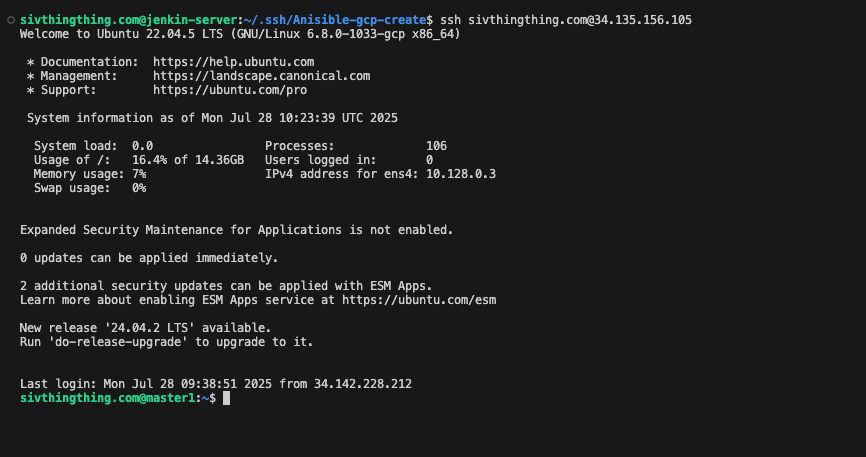 sivthingthing.com@jenkin-server:~/.ssh/Anisible-gcp-create$ ssh sivthingthing.com@34.135.156.105
Welcome to Ubuntu 22.04.5 LTS (GNU/Linux 6.8.0-1033-gcp x86_64)
* Documentation: https://help.ubuntu.com
* Management: https://landscape.canonical.com
* Support: https://ubuntu.com/pro
System information as of Mon Jul 28 10:23:39 UTC 2025
System load: 0.0 Processes: 106
Usage of /: 16.4% of 14.36GB Users logged in: 0
Memory usage: 7% IPv4 address for ens4: 10.128.0.3
Swap usage: 0%
Expanded Security Maintenance for Applications is not enabled.
0 updates can be applied immediately.
2 additional security updates can be applied with ESM Apps.
Learn more about enabling ESM Apps service at https://ubuntu.com/esm
New release '24.04.2 LTS' available.
Run 'do-release-upgrade' to upgrade to it.
Last login: Mon Jul 28 09:38:51 2025 from 34.142.228.212
sivthingthing.com@master1:~$